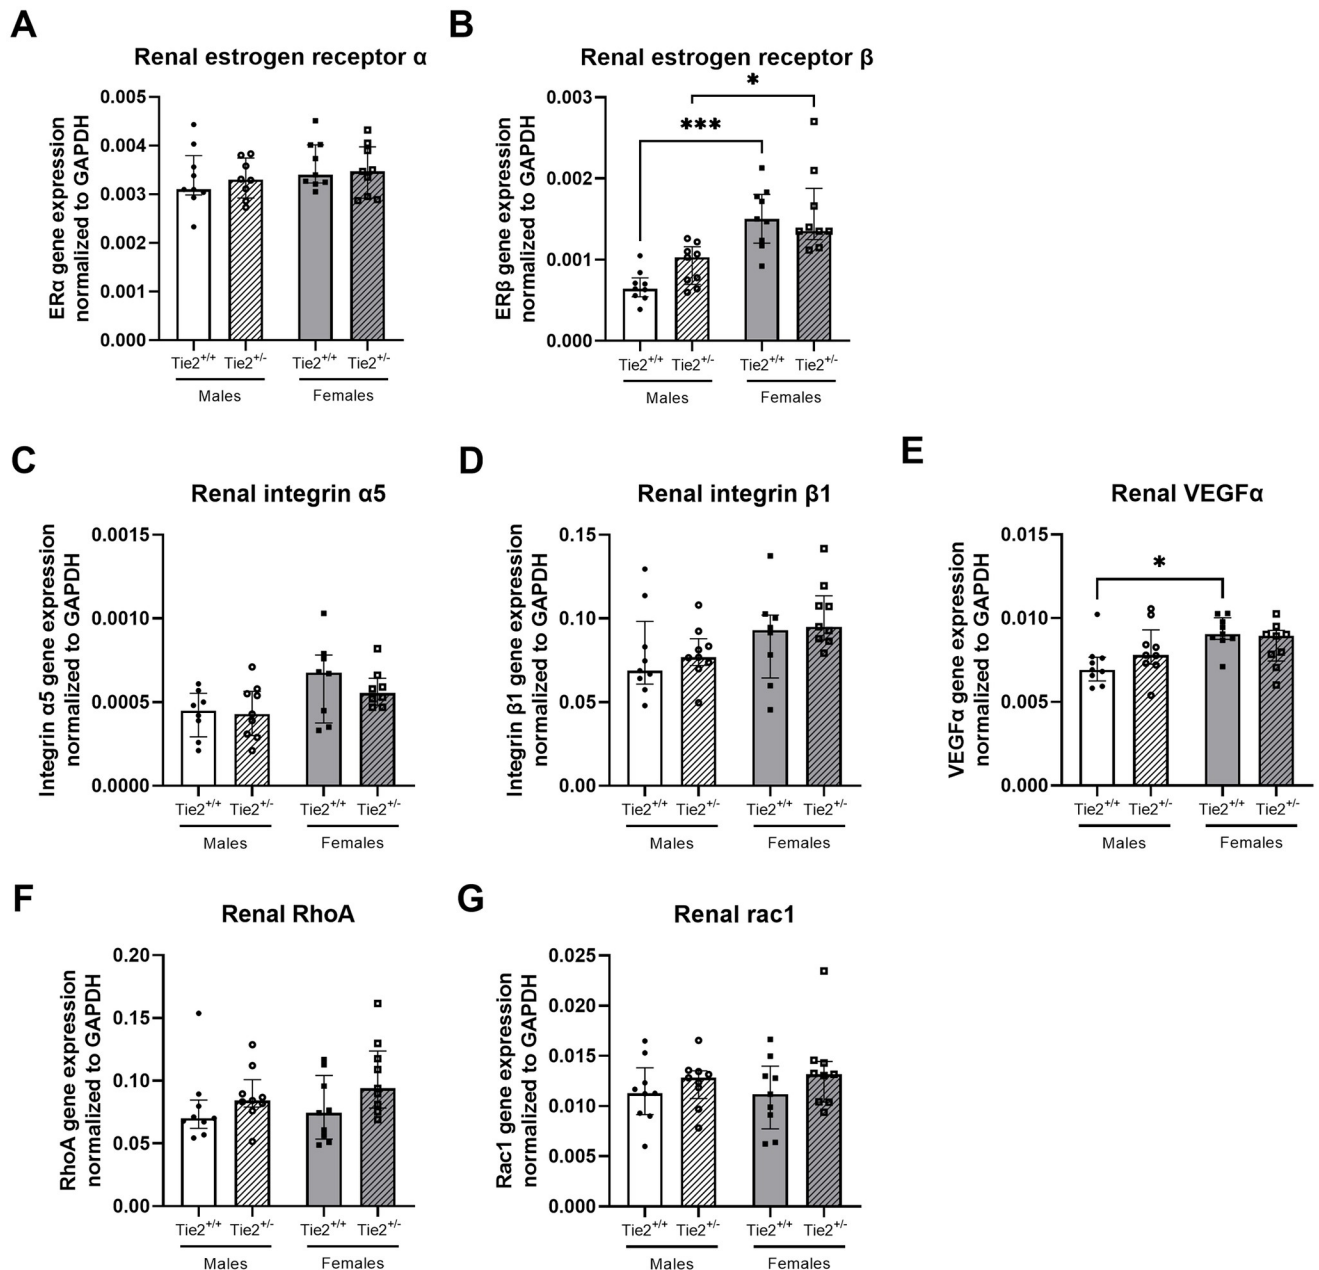 A
Renal estrogen receptor α
ERα gene expression
normalized to GAPDH
0.005
0.004
0.003
0.002
0.001
0.000
Tie2+/+ Tie2+/- Tie2+/+ Tie2+/-
Males Females
B
Renal estrogen receptor β
ERβ gene expression
normalized to GAPDH
0.003
0.002
0.001
0.000
*
***
Tie2+/+ Tie2+/- Tie2+/+ Tie2+/-
Males Females
C
Renal integrin α5
Integrin α5 gene expression
normalized to GAPDH
0.0015
0.0010
0.0005
0.0000
Tie2+/+ Tie2+/- Tie2+/+ Tie2+/-
Males Females
D
Renal integrin β1
Integrin β1 gene expression
normalized to GAPDH
0.15
0.10
0.05
0.00
Tie2+/+ Tie2+/- Tie2+/+ Tie2+/-
Males Females
E
Renal VEGFα
VEGFα gene expression
normalized to GAPDH
0.015
0.010
0.005
0.000
*
Tie2+/+ Tie2+/- Tie2+/+ Tie2+/-
Males Females
F
Renal RhoA
RhoA gene expression
normalized to GAPDH
0.20
0.15
0.10
0.05
0.00
Tie2+/+ Tie2+/- Tie2+/+ Tie2+/-
Males Females
G
Renal rac1
Rac1 gene expression
normalized to GAPDH
0.025
0.020
0.015
0.010
0.005
0.000
Tie2+/+ Tie2+/- Tie2+/+ Tie2+/-
Males Females